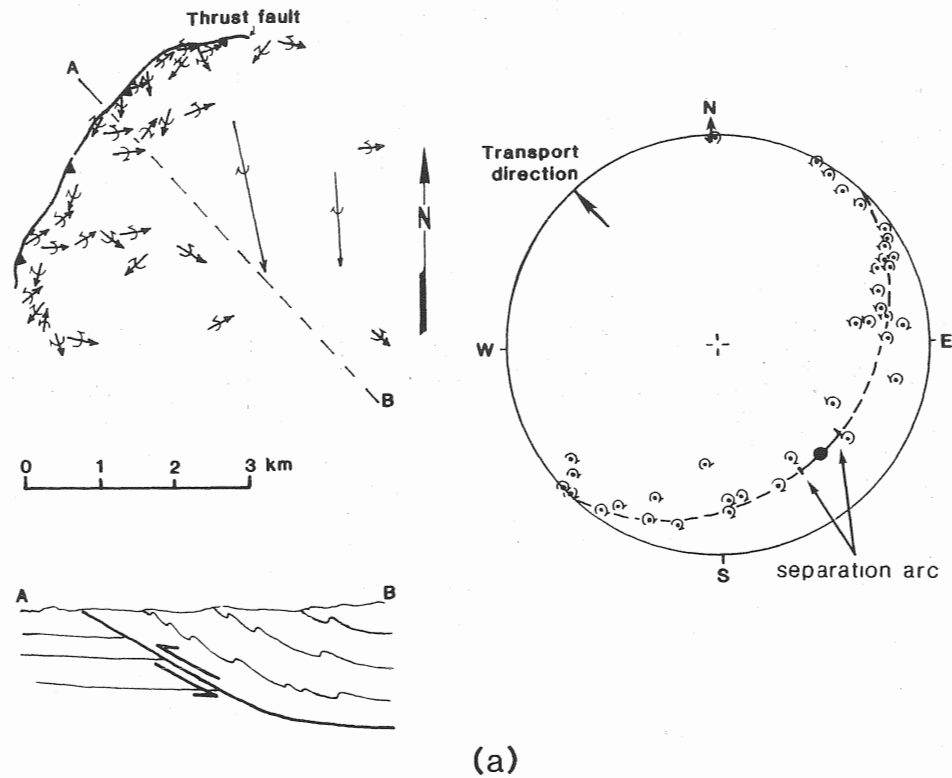 Thrust fault
A
N
B
0 1 2 3 km
A B
N
Transport
direction
W
E
S
separation arc
(a)